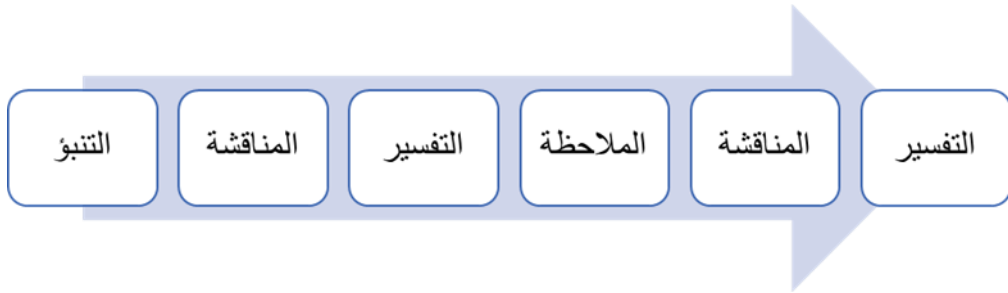 التنبؤ
المناقشة
التفسير
الملاحظة
المناقشة
التفسير